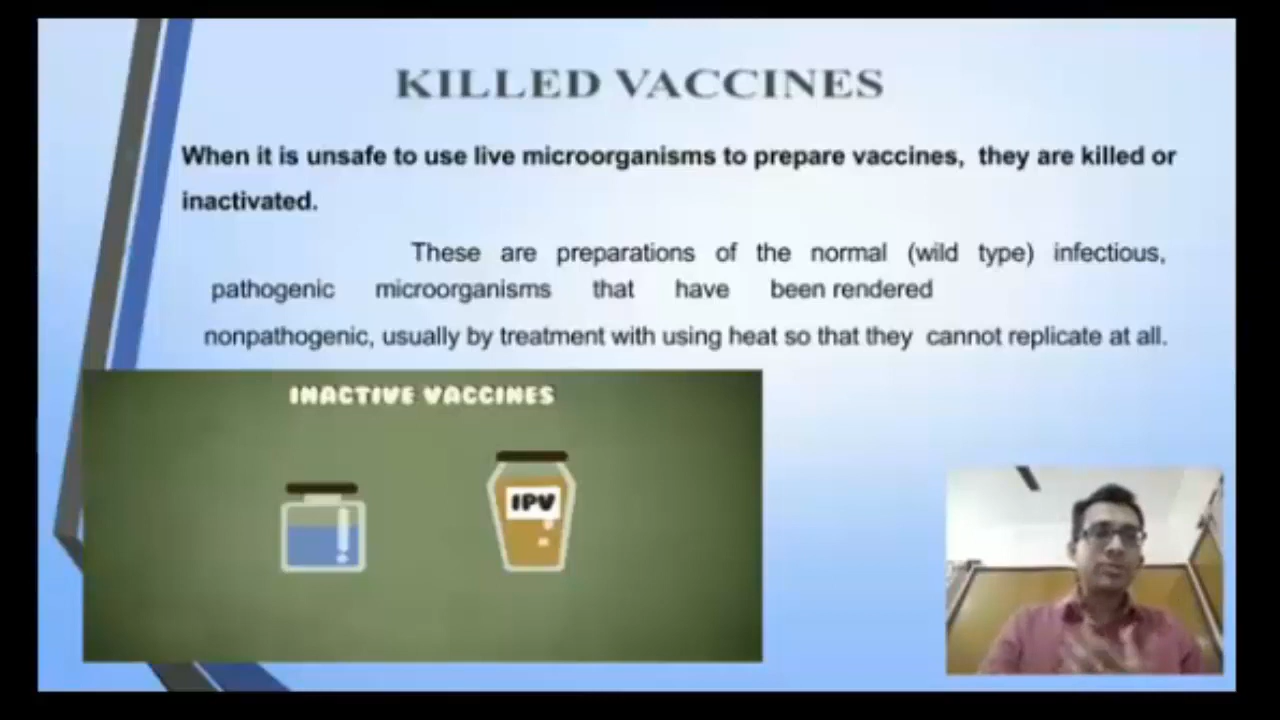 KILLED VACCINES
When it is unsafe to use live microorganisms to prepare vaccines, they are killed or
inactivated.
These are preparations of the normal (wild type) infectious,
pathogenic microorganisms that have been rendered
nonpathogenic, usually by treatment with using heat so that they cannot replicate at all.
INACTIVE VACCINES
IPV